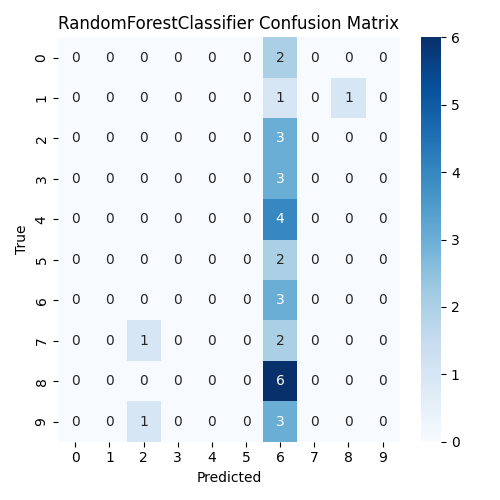 RandomForestClassifier Confusion Matrix
True
0 0 0 0 0 0 0 2 0 0 0
1 0 0 0 0 0 0 1 0 1 0
2 0 0 0 0 0 0 3 0 0 0
3 0 0 0 0 0 0 3 0 0 0
4 0 0 0 0 0 0 4 0 0 0
5 0 0 0 0 0 0 2 0 0 0
6 0 0 0 0 0 0 3 0 0 0
7 0 0 1 0 0 0 2 0 0 0
8 0 0 0 0 0 0 6 0 0 0
9 0 0 1 0 0 0 3 0 0 0
0 1 2 3 4 5 6 7 8 9
Predicted
6
5
4
3
2
1
0